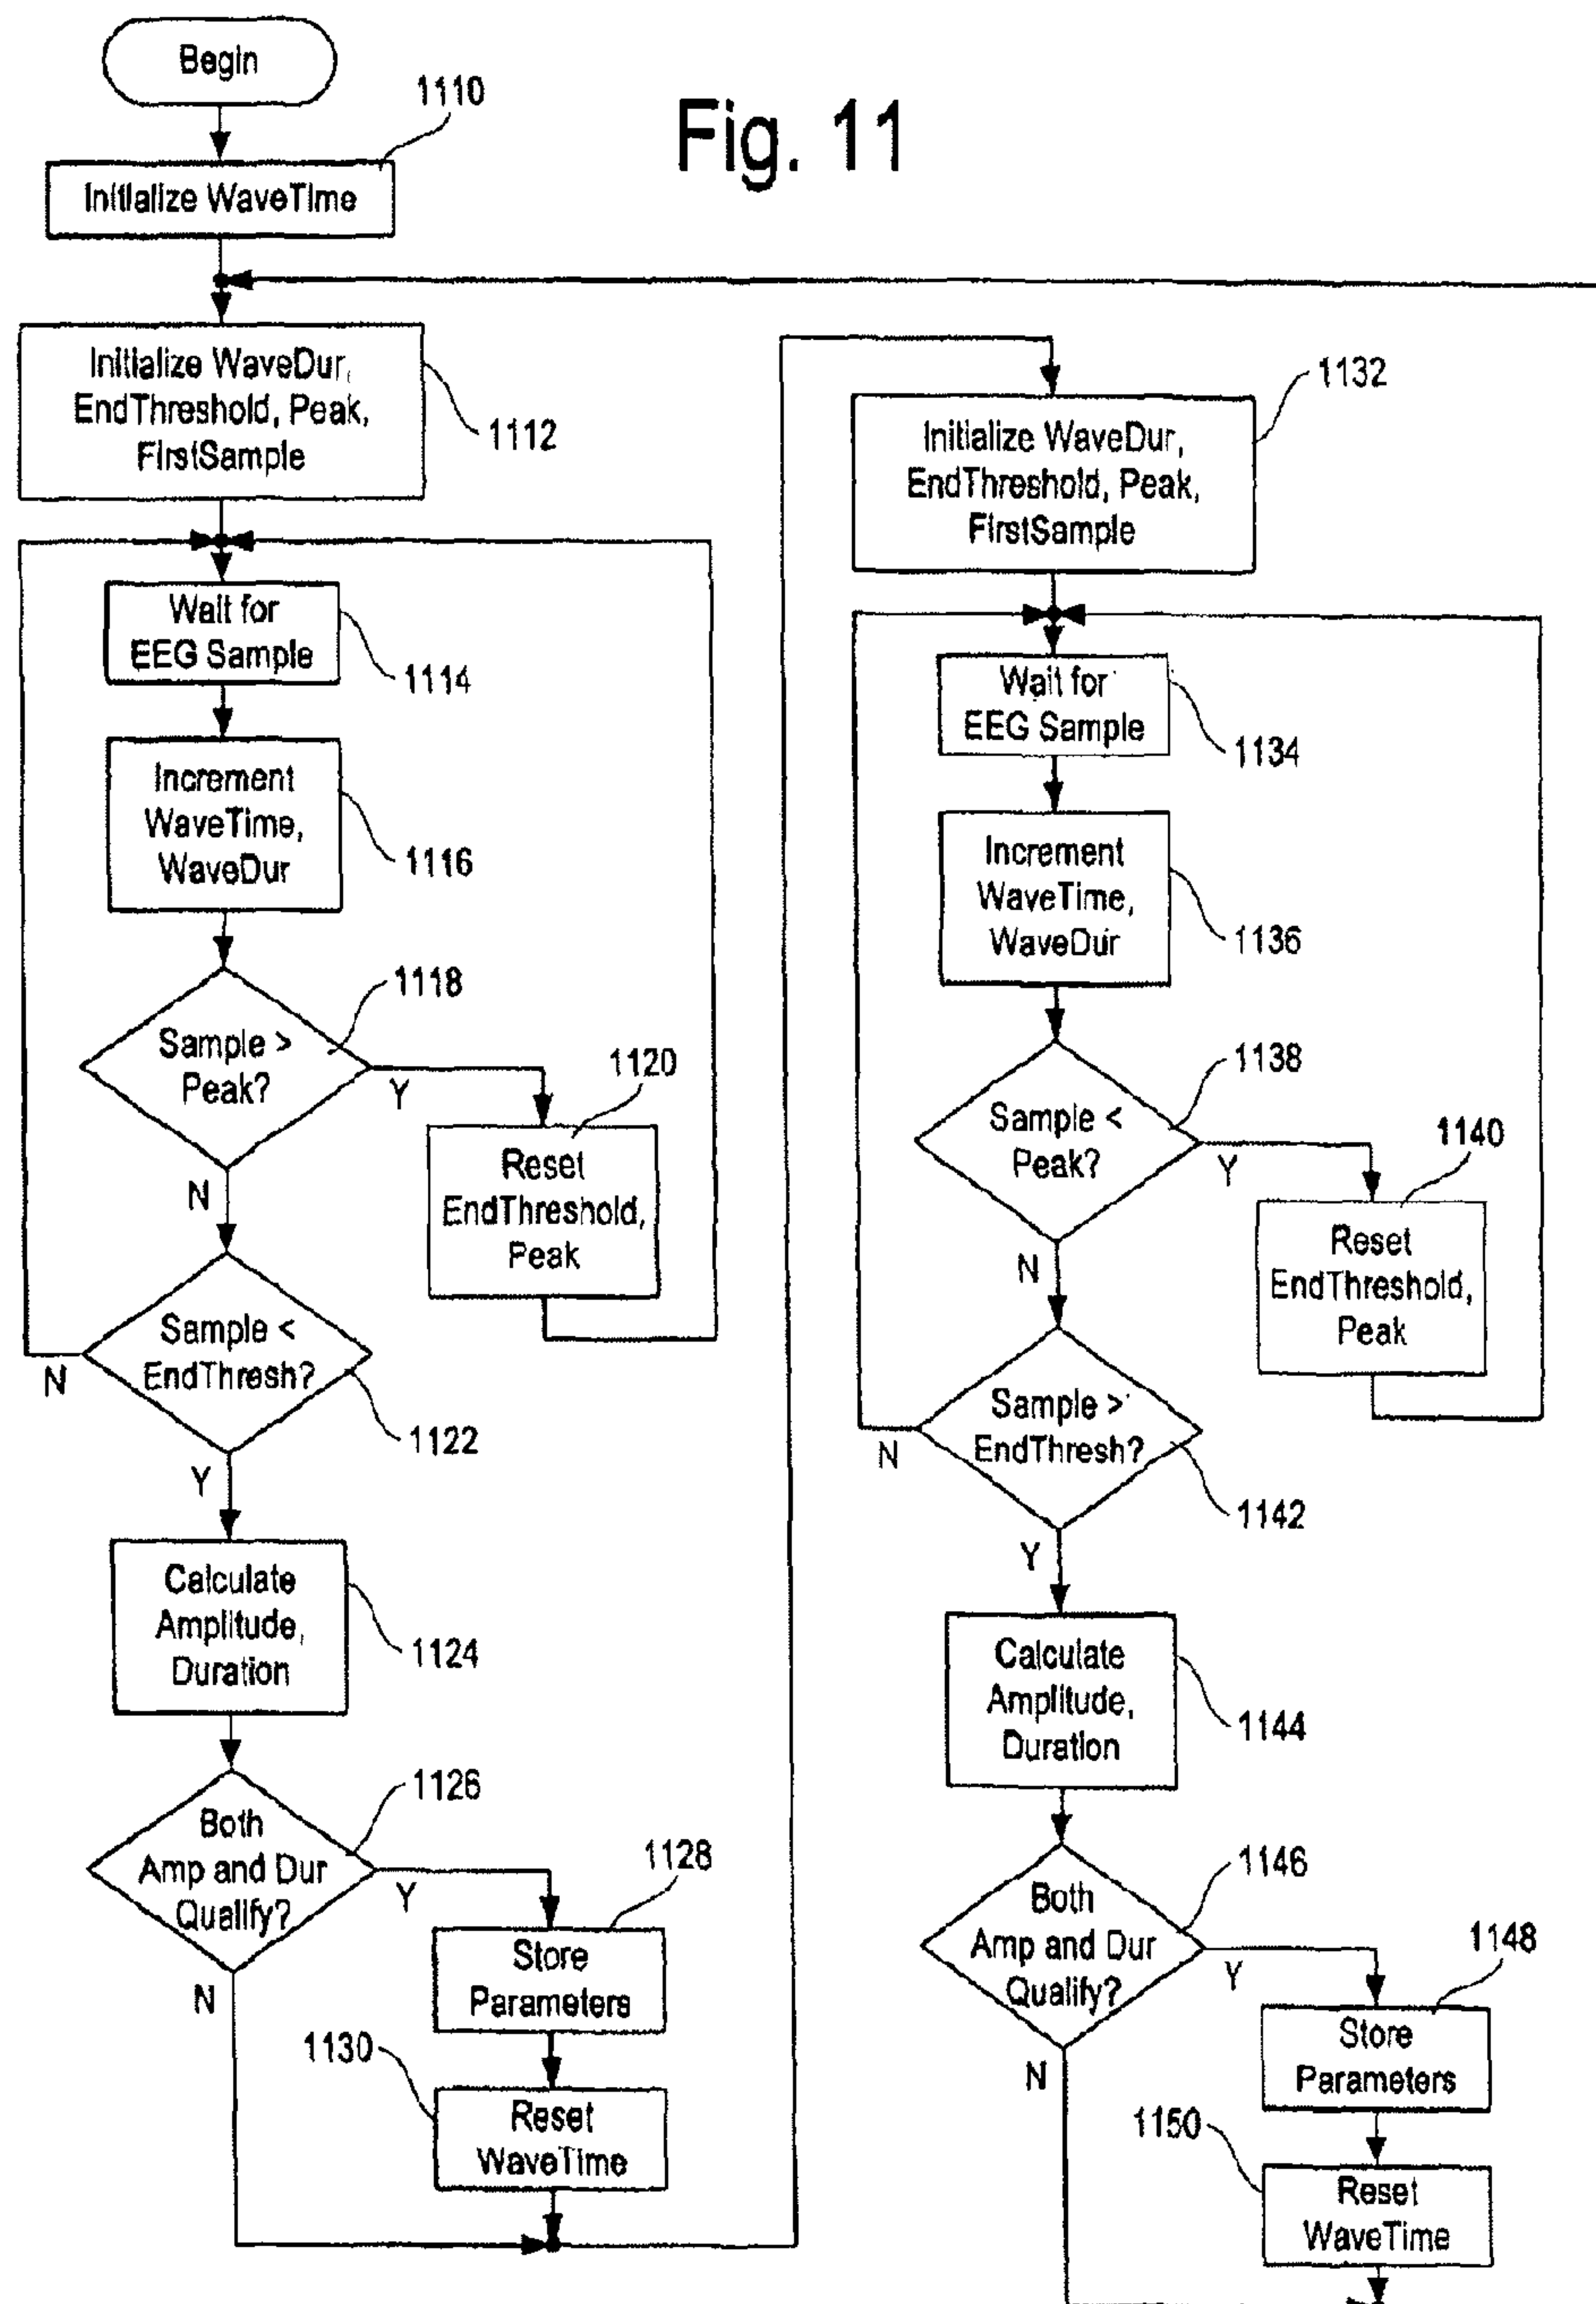 Begin
1110
Fig. 11
Initialize WaveTime
Initialize WaveDur,
EndThreshold, Peak,
FirstSample
1112
Wait for
EEG Sample
1114
Increment
WaveTime,
WaveDur
1116
Sample >
Peak?
1118
Y
N
1120
Reset
EndThreshold,
Peak
Sample <
EndThresh?
1122
N
Y
Calculate
Amplitude,
Duration
1124
Both
Amp and Dur
Qualify?
1126
Y
N
1128
Store
Parameters
1130
Reset
WaveTime
1132
Initialize WaveDur,
EndThreshold, Peak,
FirstSample
Wait for
EEG Sample
1134
Increment
WaveTime,
WaveDur
1136
Sample <
Peak?
1138
Y
N
1140
Reset
EndThreshold,
Peak
Sample >
EndThresh?
1142
N
Y
Calculate
Amplitude,
Duration
1144
Both
Amp and Dur
Qualify?
1146
Y
N
1148
Store
Parameters
1150
Reset
WaveTime